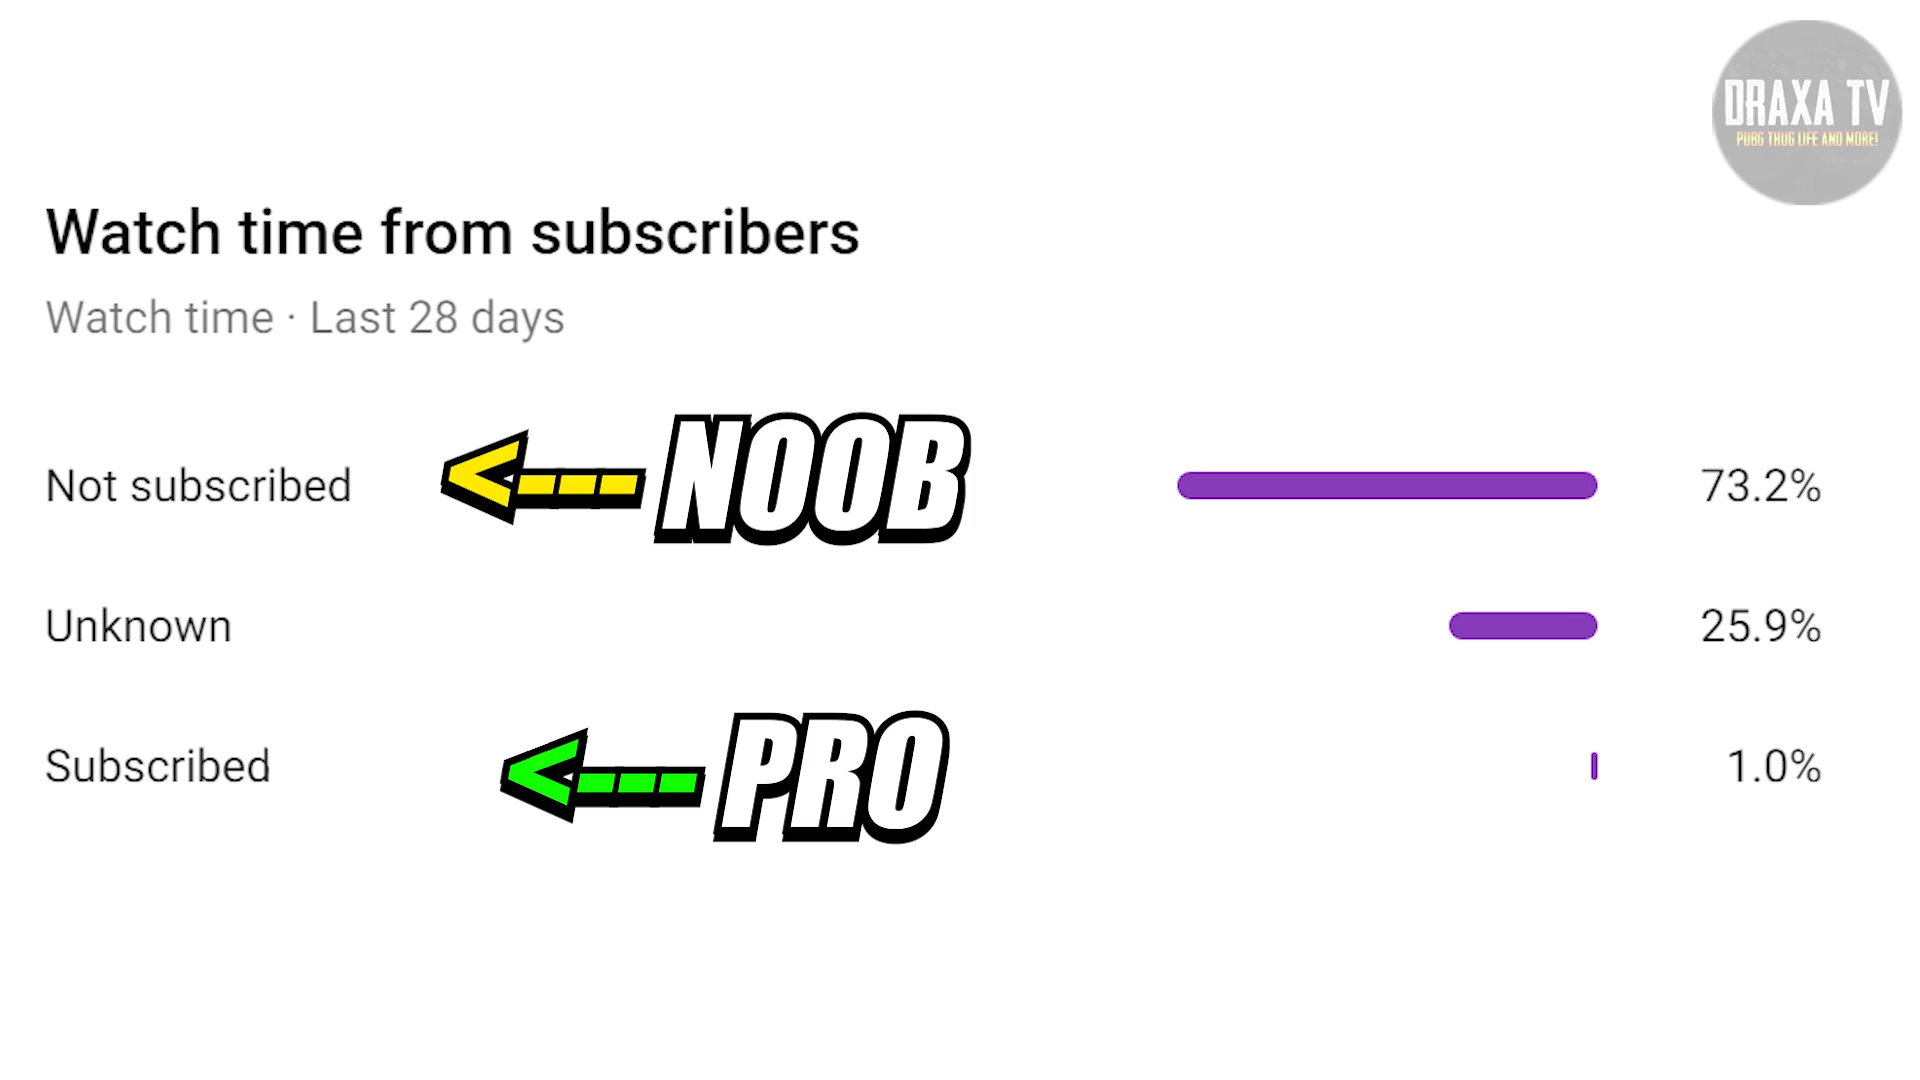 DRAXA TV
PUBG THUG LIFE AND MORE!
Watch time from subscribers
Watch time · Last 28 days
Not subscribed NOOB 73.2%
Unknown 25.9%
Subscribed PRO 1.0%